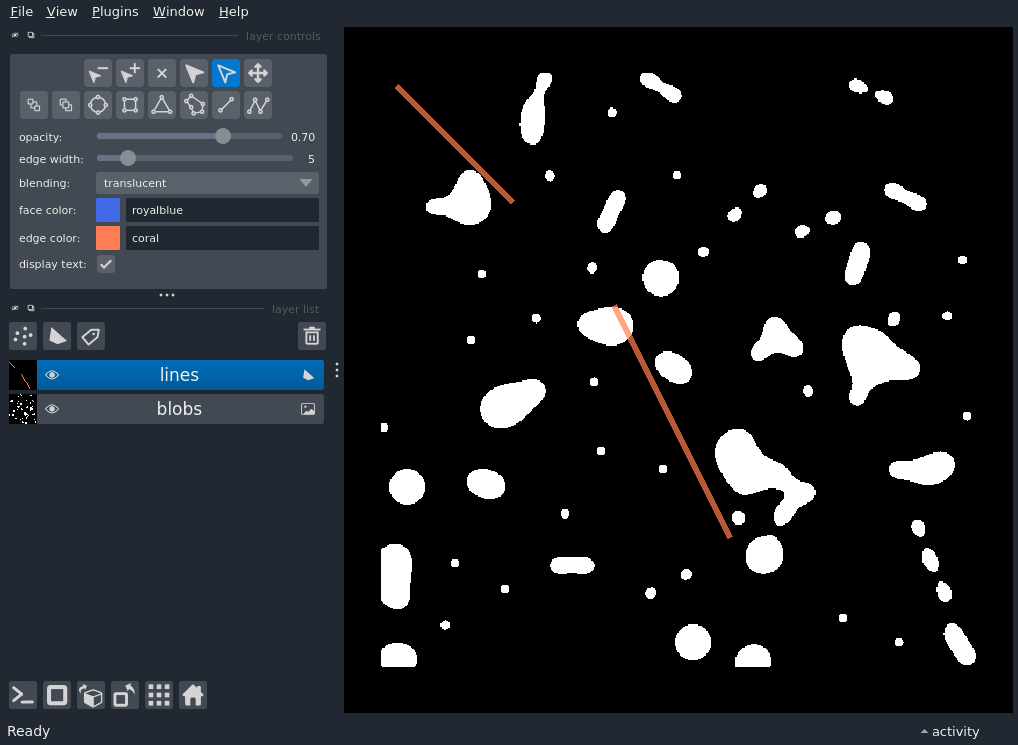 File View Plugins Window Help
layer controls
opacity: 0.70
edge width: 5
blending: translucent
face color: royalblue
edge color: coral
display text:
layer list
lines
blobs
Ready activity